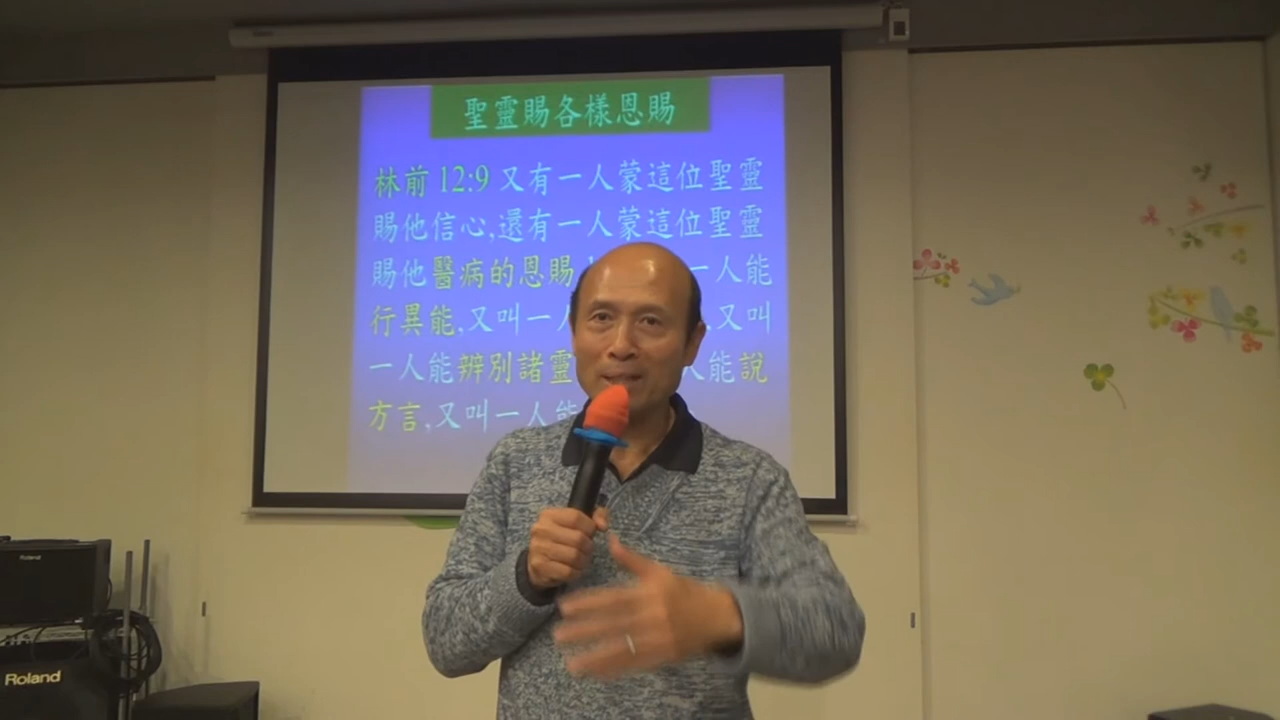 聖靈賜各樣恩賜
林前 12:9 又有一人蒙這位聖靈
賜他信心,還有一人蒙這位聖靈
賜他醫病的恩賜 一人能
行異能,又叫一人 ,又叫
一人能辨別諸靈 人能說
方言,又叫一人能
Roland
Roland